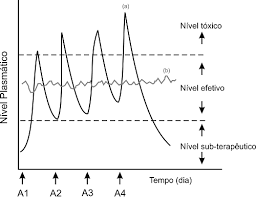 (a)
Nível tóxico
(b)
Nível Plasmático
Nível efetivo
Nível sub-terapêutico
A1 A2 A3 A4
Tempo (dia)